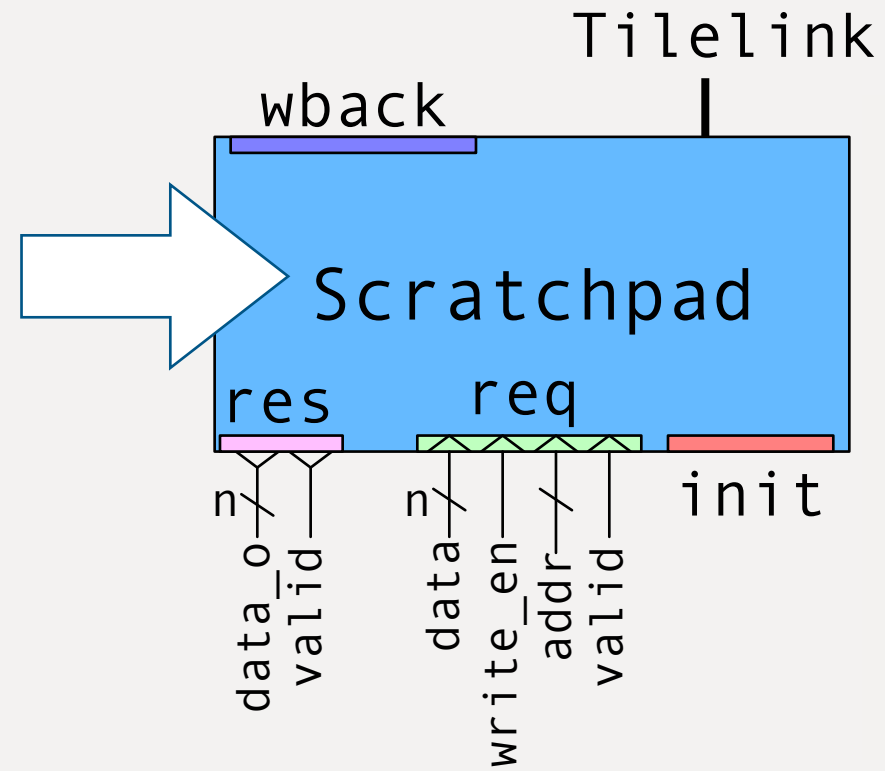 Tilelink
wback
Scratchpad
res
req
init
n
n
data_o
valid
data
write_en
addr
valid